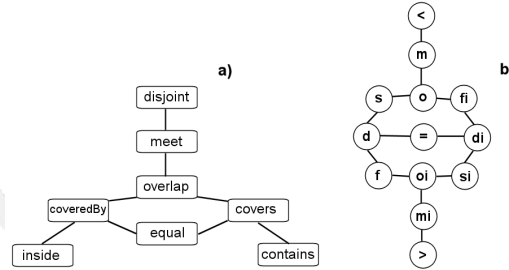 a)
disjoint
meet
overlap
coveredBy
covers
equal
inside
contains
b
<
m
s
o
fi
d
=
di
f
oi
si
mi
>